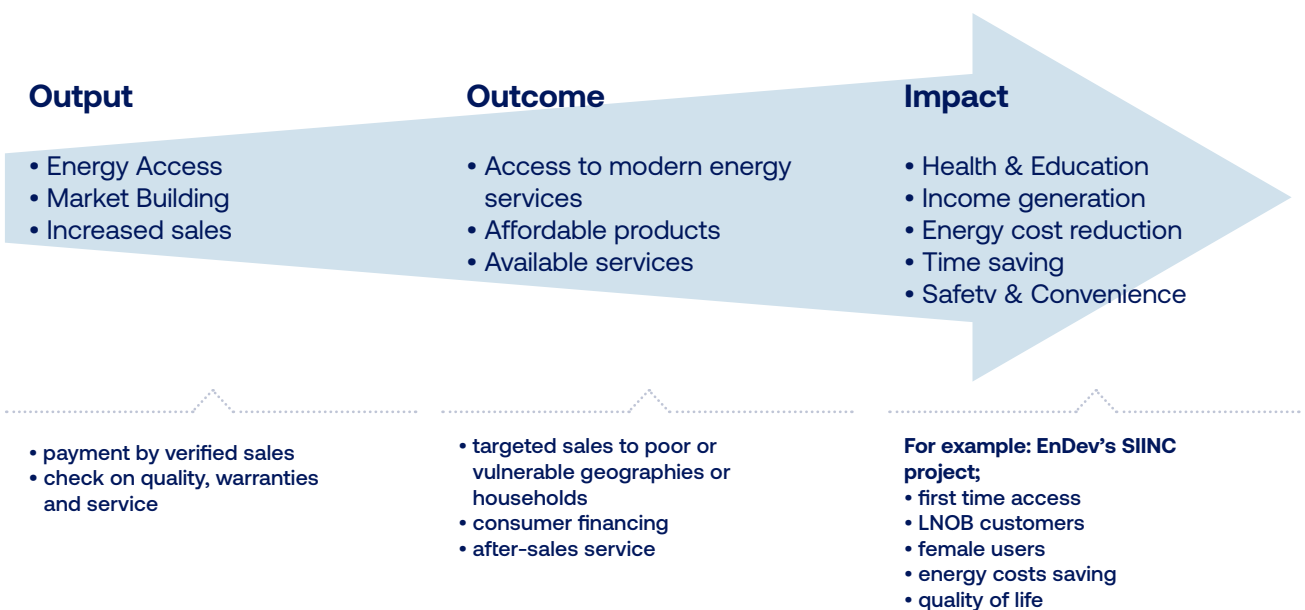 Output
• Energy Access
• Market Building
• Increased sales
Outcome
• Access to modern energy
services
• Affordable products
• Available services
Impact
• Health & Education
• Income generation
• Energy cost reduction
• Time saving
• Safety & Convenience
• payment by verified sales
• check on quality, warranties
and service
• targeted sales to poor or
vulnerable geographies or
households
• consumer financing
• after-sales service
For example: EnDev's SIINC
project;
• first time access
• LNOB customers
• female users
• energy costs saving
• quality of life